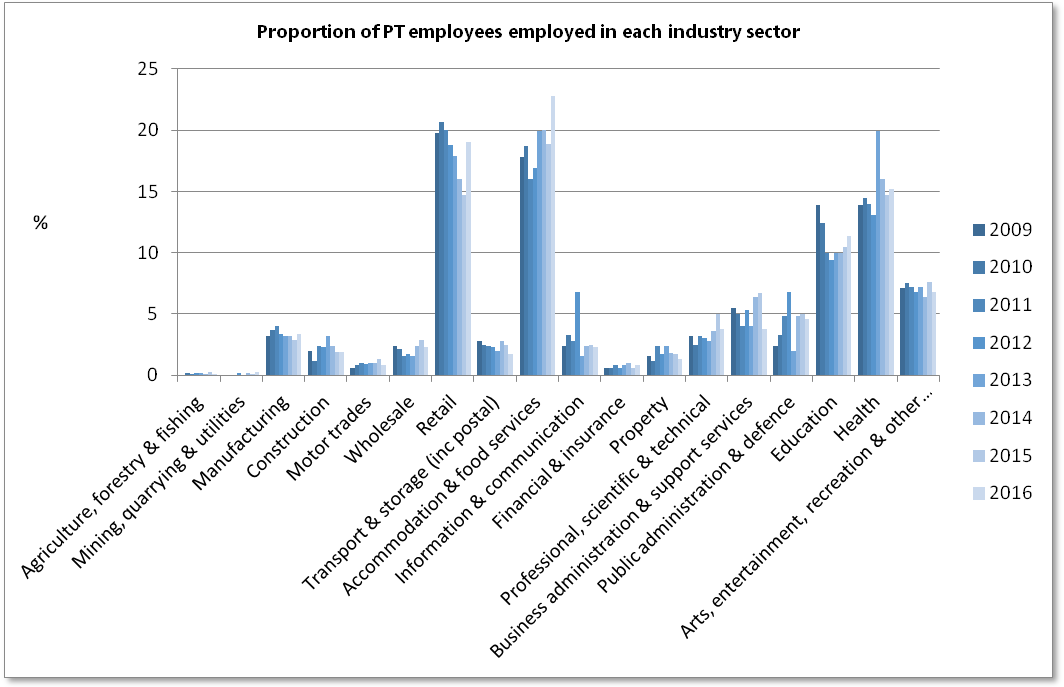 Proportion of PT employees employed in each industry sector
25
20
15
10
5
0
%
Agriculture, forestry & fishing
Mining, quarrying & utilities
Manufacturing
Construction
Motor trades
Wholesale
Retail
Transport & storage (inc postal)
Accommodation & food services
Information & communication
Financial & insurance
Property
Professional, scientific & technical
Business administration & support services
Public administration & defence
Education
Health
Arts, entertainment, recreation & other...
2009
2010
2011
2012
2013
2014
2015
2016